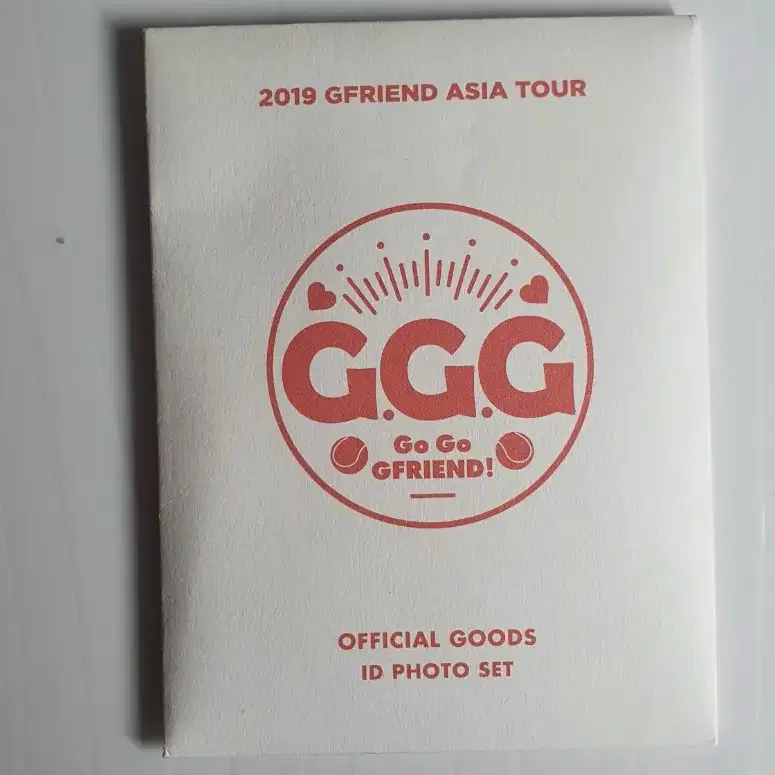 2019 GFRIEND ASIA TOUR
G.G.G
Go Go
GFRIEND!
OFFICIAL GOODS
ID PHOTO SET